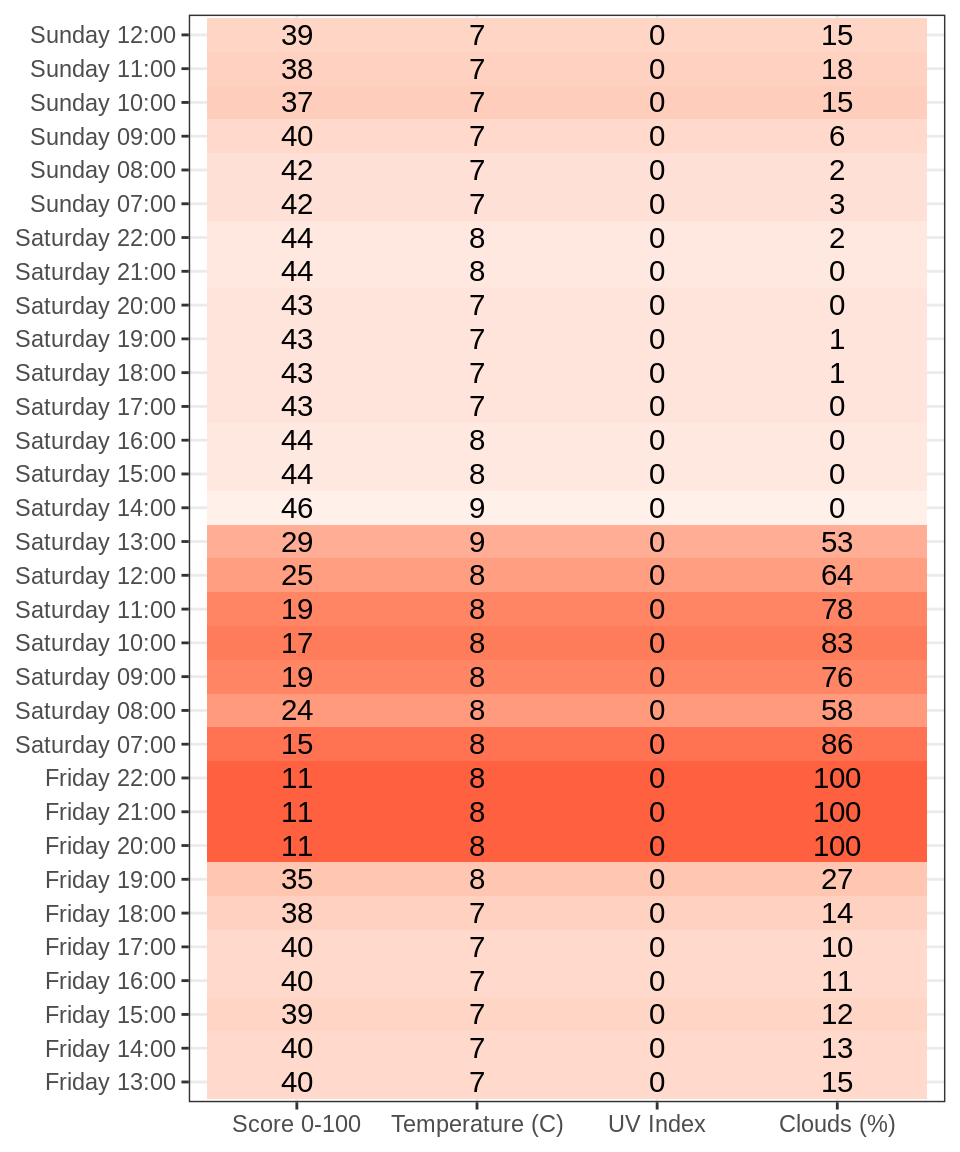 Sunday 12:00 39 7 0 15
Sunday 11:00 38 7 0 18
Sunday 10:00 37 7 0 15
Sunday 09:00 40 7 0 6
Sunday 08:00 42 7 0 2
Sunday 07:00 42 7 0 3
Saturday 22:00 44 8 0 2
Saturday 21:00 44 8 0 0
Saturday 20:00 43 7 0 0
Saturday 19:00 43 7 0 1
Saturday 18:00 43 7 0 1
Saturday 17:00 43 7 0 0
Saturday 16:00 44 8 0 0
Saturday 15:00 44 8 0 0
Saturday 14:00 46 9 0 0
Saturday 13:00 29 9 0 53
Saturday 12:00 25 8 0 64
Saturday 11:00 19 8 0 78
Saturday 10:00 17 8 0 83
Saturday 09:00 19 8 0 76
Saturday 08:00 24 8 0 58
Saturday 07:00 15 8 0 86
Friday 22:00 11 8 0 100
Friday 21:00 11 8 0 100
Friday 20:00 11 8 0 100
Friday 19:00 35 8 0 27
Friday 18:00 38 7 0 14
Friday 17:00 40 7 0 10
Friday 16:00 40 7 0 11
Friday 15:00 39 7 0 12
Friday 14:00 40 7 0 13
Friday 13:00 40 7 0 15
Score 0-100 Temperature (C) UV Index Clouds (%)